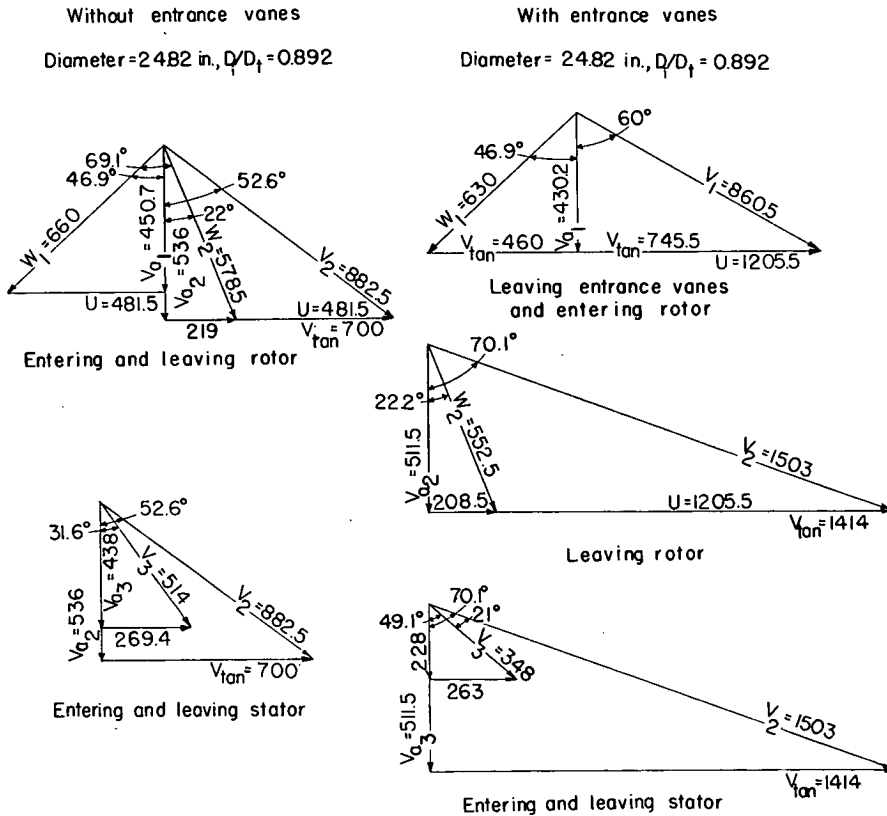 Without entrance vanes
Diameter = 24.82 in., Di/Dt = 0.892
69.1°
46.9°
52.6°
22°
W1 = 660
Va1 = 450.7
Va2 = 536
W2 = 578.5
V2 = 882.5
U = 481.5
U = 481.5
219
Vtan = 700
Entering and leaving rotor
52.6°
31.6°
Va3 = 438
V3 = 514
V2 = 882.5
Va2 = 536
269.4
Vtan = 700
Entering and leaving stator
With entrance vanes
Diameter = 24.82 in., Di/Dt = 0.892
60°
46.9°
W1 = 630
Va1 = 430.2
V1 = 860.5
Vtan = 460
Vtan = 745.5
U = 1205.5
Leaving entrance vanes
and entering rotor
70.1°
22.2°
W2 = 552.5
Va2 = 511.5
V2 = 1503
208.5
U = 1205.5
Vtan = 1414
Leaving rotor
70.1°
49.1°
21°
228
V3 = 348
263
Va3 = 511.5
V2 = 1503
Vtan = 1414
Entering and leaving stator